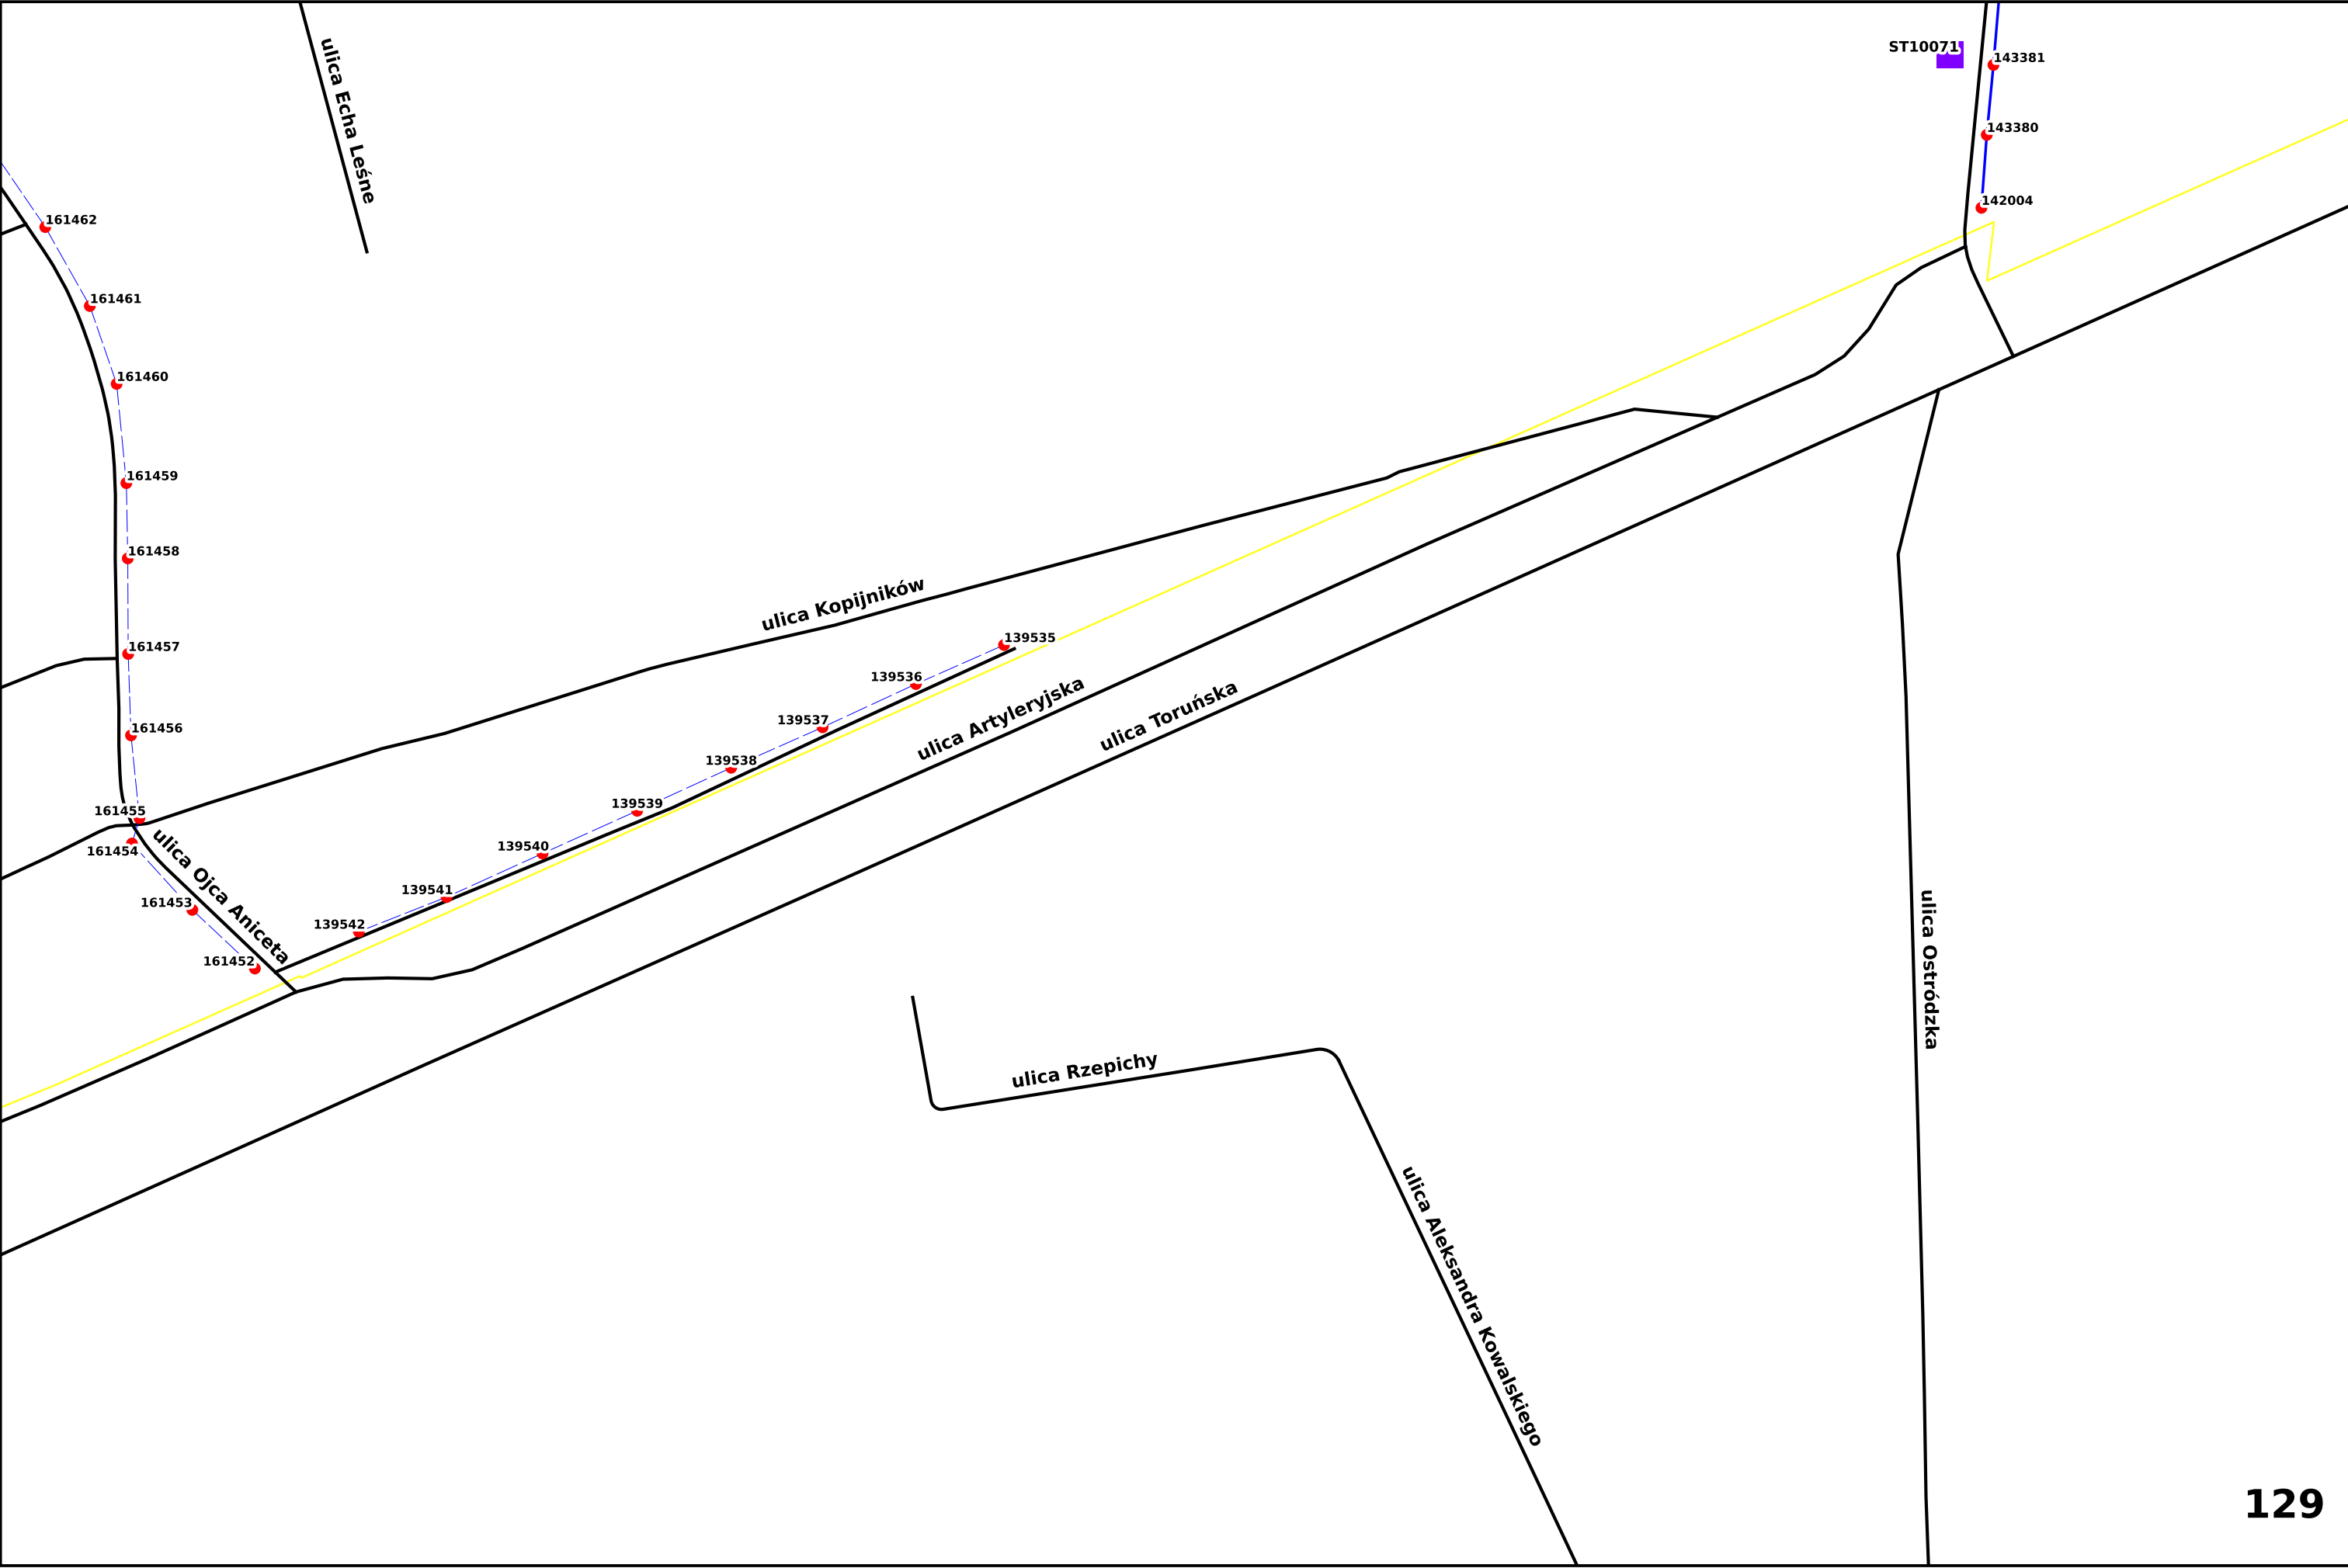 ulica Echa Leśne
ST10071
143381
143380
142004
161462
161461
161460
161459
161458
161457
161456
161455
161454
161453
161452
ulica Ojca Aniceta
ulica Kopijników
139535
139536
139537
139538
139539
139540
139541
139542
ulica Artyleryjska
ulica Toruńska
ulica Ostródzka
ulica Rzepichy
ulica Aleksandra Kowalskiego
129